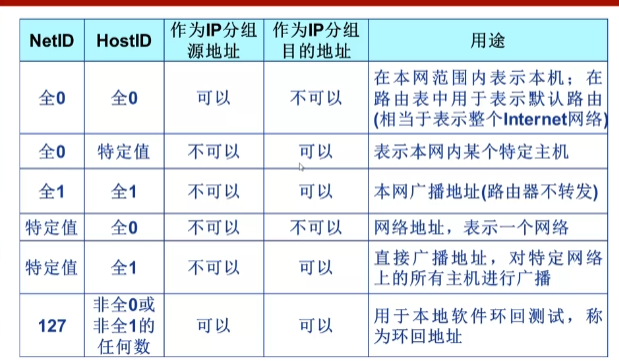 NetID HostID 作为IP分组源地址 作为IP分组目的地址 用途
全0 全0 可以 不可以 在本网范围内表示本机；在路由表中用于表示默认路由(相当于表示整个Internet网络)
全0 特定值 不可以 可以 表示本网内某个特定主机
全1 全1 不可以 可以 本网广播地址(路由器不转发)
特定值 全0 不可以 不可以 网络地址，表示一个网络
特定值 全1 不可以 可以 直接广播地址，对特定网络上的所有主机进行广播
127 非全0或非全1的任何数 可以 可以 用于本地软件环回测试，称为环回地址